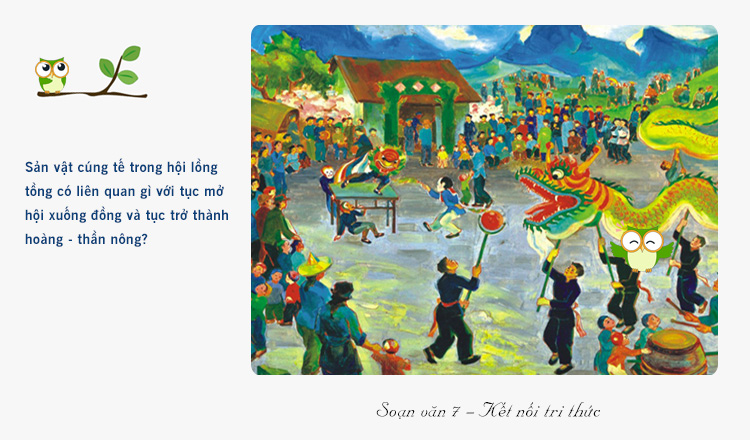 Sản vật cúng tế trong hội lồng
tồng có liên quan gì với tục mở
hội xuống đồng và tục trở thành
hoàng - thần nông?
Soạn văn 7 – Kết nối tri thức